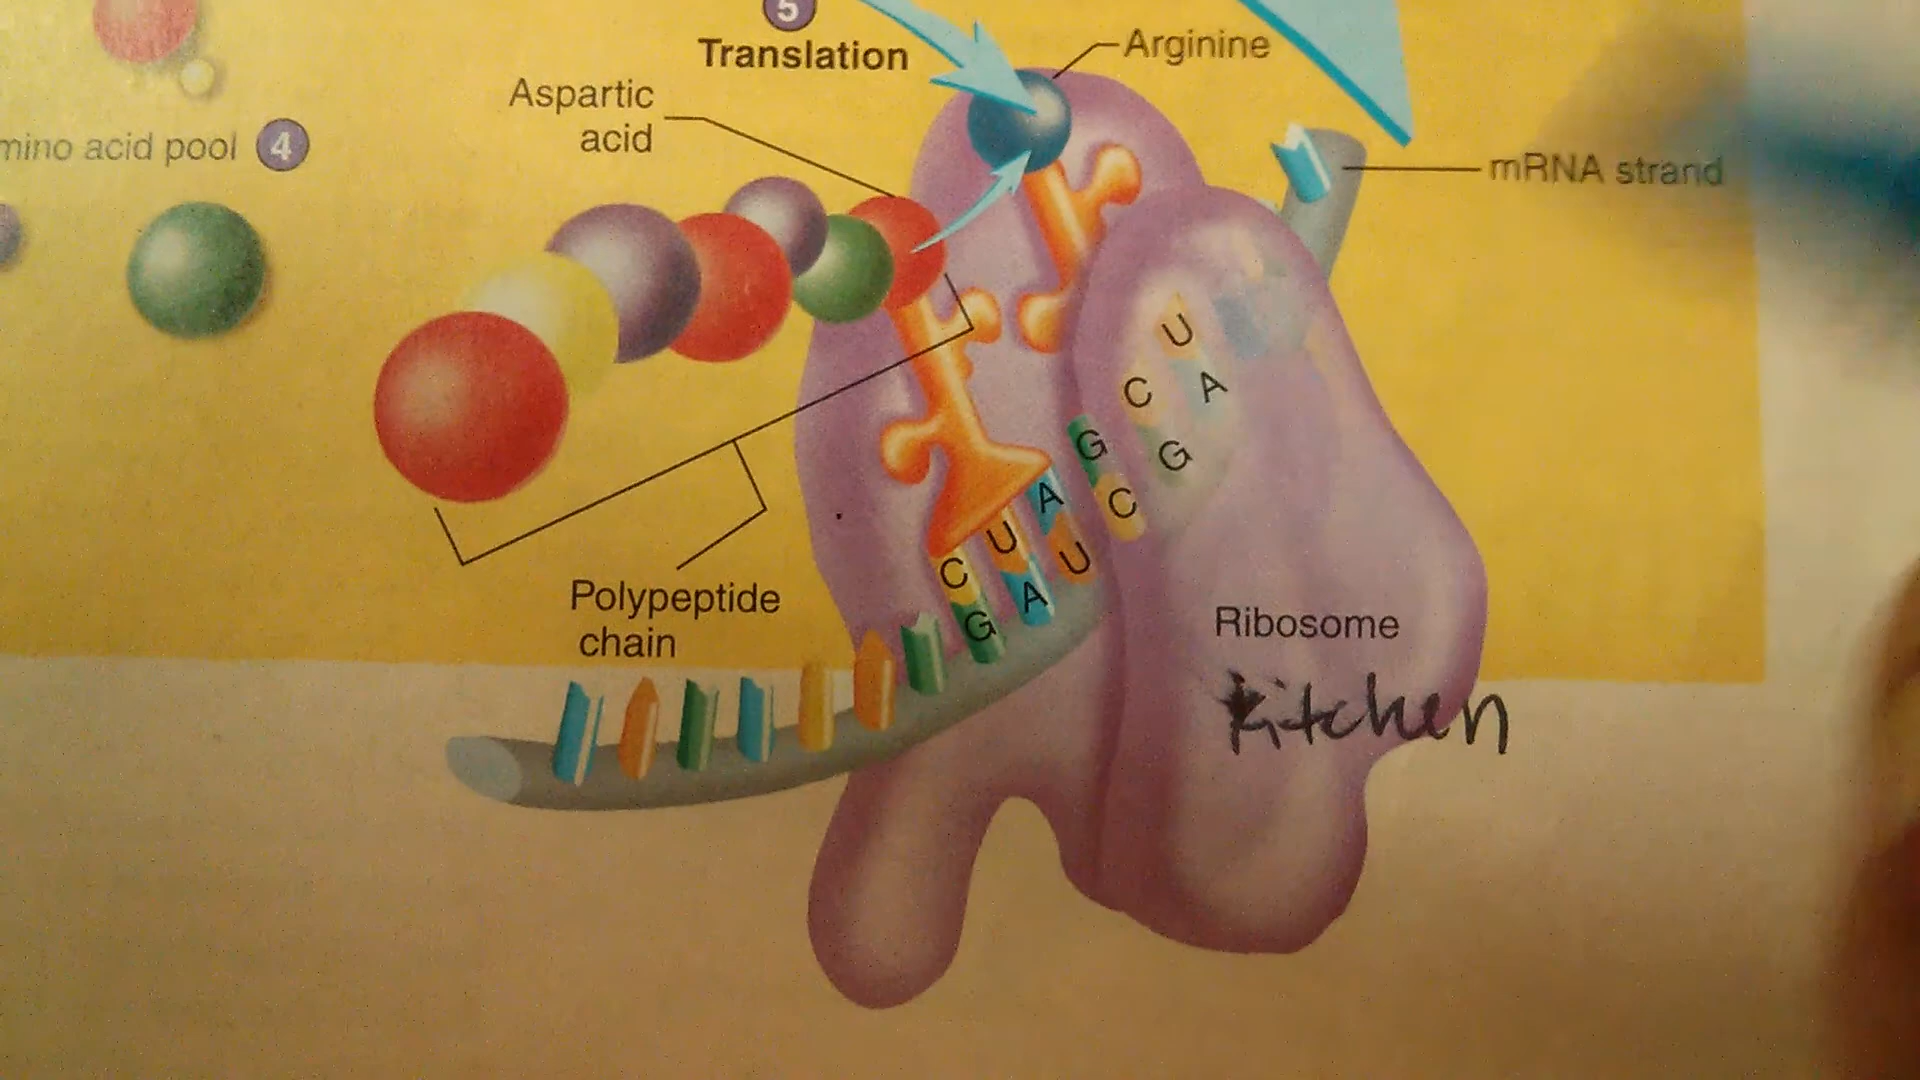 5
Translation
Arginine
Aspartic
acid
mino acid pool 4
mRNA strand
U
C A
G G
A C
U U
C A
G
Polypeptide
chain
Ribosome
Kitchen